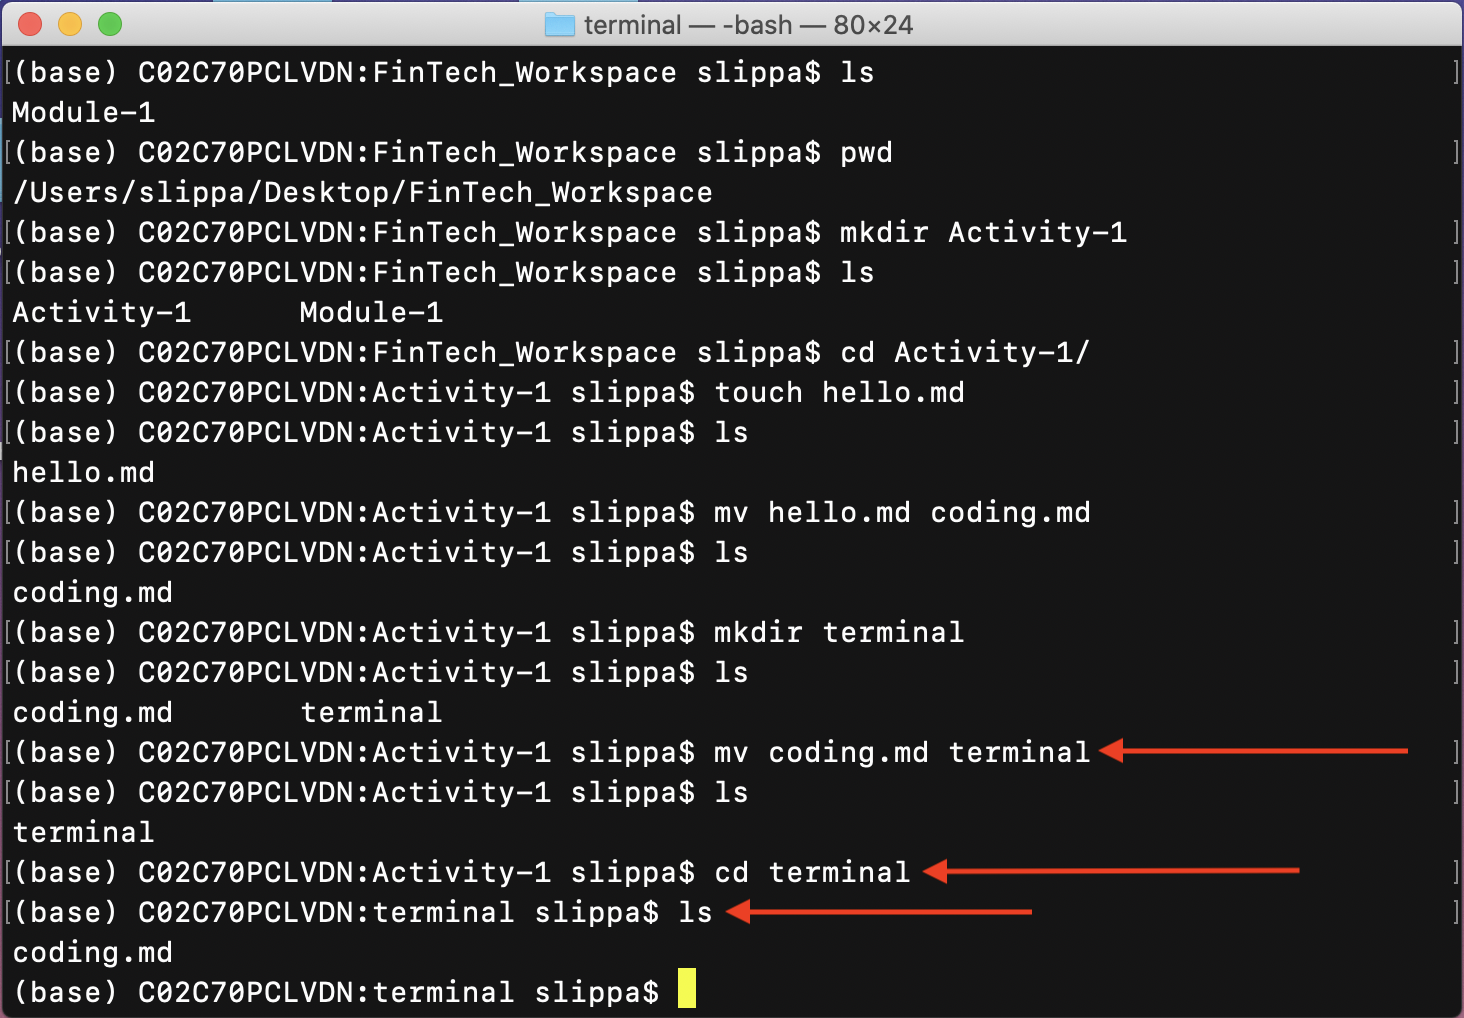 terminal — -bash — 80×24
[(base) C02C70PCLVDN:FinTech_Workspace slippa$ ls ]
Module-1
[(base) C02C70PCLVDN:FinTech_Workspace slippa$ pwd ]
/Users/slippa/Desktop/FinTech_Workspace
[(base) C02C70PCLVDN:FinTech_Workspace slippa$ mkdir Activity-1 ]
[(base) C02C70PCLVDN:FinTech_Workspace slippa$ ls ]
Activity-1      Module-1
[(base) C02C70PCLVDN:FinTech_Workspace slippa$ cd Activity-1/ ]
[(base) C02C70PCLVDN:Activity-1 slippa$ touch hello.md ]
[(base) C02C70PCLVDN:Activity-1 slippa$ ls ]
hello.md
[(base) C02C70PCLVDN:Activity-1 slippa$ mv hello.md coding.md ]
[(base) C02C70PCLVDN:Activity-1 slippa$ ls ]
coding.md
[(base) C02C70PCLVDN:Activity-1 slippa$ mkdir terminal ]
[(base) C02C70PCLVDN:Activity-1 slippa$ ls ]
coding.md       terminal
[(base) C02C70PCLVDN:Activity-1 slippa$ mv coding.md terminal ]
[(base) C02C70PCLVDN:Activity-1 slippa$ ls ]
terminal
[(base) C02C70PCLVDN:Activity-1 slippa$ cd terminal ]
[(base) C02C70PCLVDN:terminal slippa$ ls ]
coding.md
(base) C02C70PCLVDN:terminal slippa$